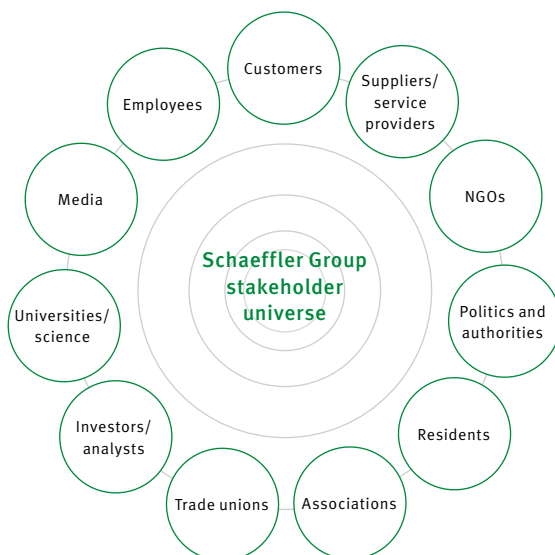 Customers
Suppliers/
service
providers
NGOs
Politics and
authorities
Residents
Associations
Trade unions
Investors/
analysts
Universities/
science
Media
Employees
Schaeffler Group
stakeholder
universe